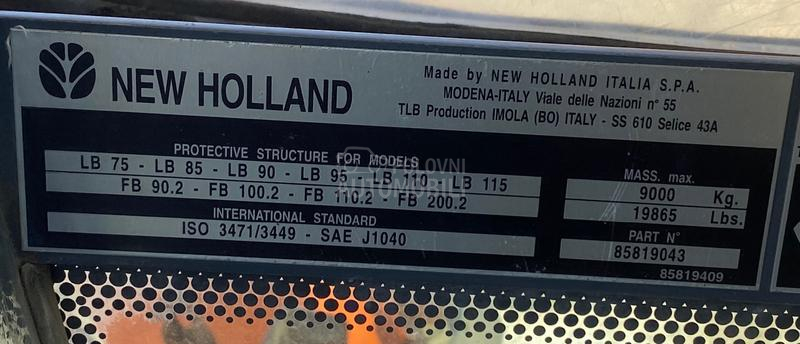 NEW HOLLAND
Made by NEW HOLLAND ITALIA S.P.A.
MODENA-ITALY Viale delle Nazioni n° 55
TLB Production IMOLA (BO) ITALY - SS 610 Selice 43A
PROTECTIVE STRUCTURE FOR MODELS
LB 75 - LB 85 - LB 90 - LB 95 - LB 110 - LB 115
FB 90.2 - FB 100.2 - FB 110.2 - FB 200.2
INTERNATIONAL STANDARD
ISO 3471/3449 - SAE J1040
MASS. max.
9000 Kg.
19865 Lbs.
PART N°
85819043
85819409
POLOVNI
AUTOMOBILI